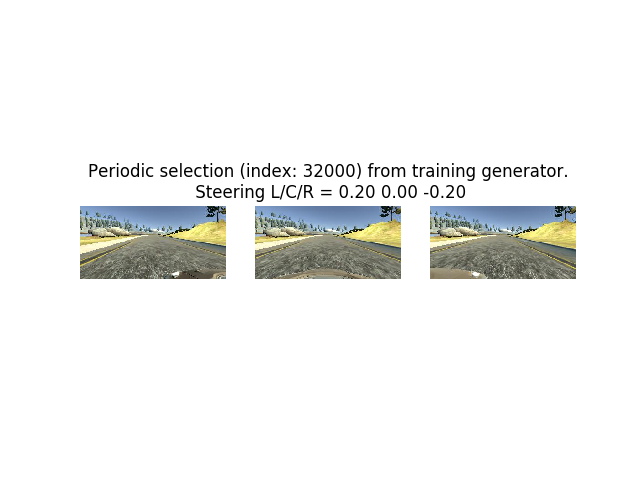 Periodic selection (index: 32000) from training generator.
Steering L/C/R = 0.20 0.00 -0.20